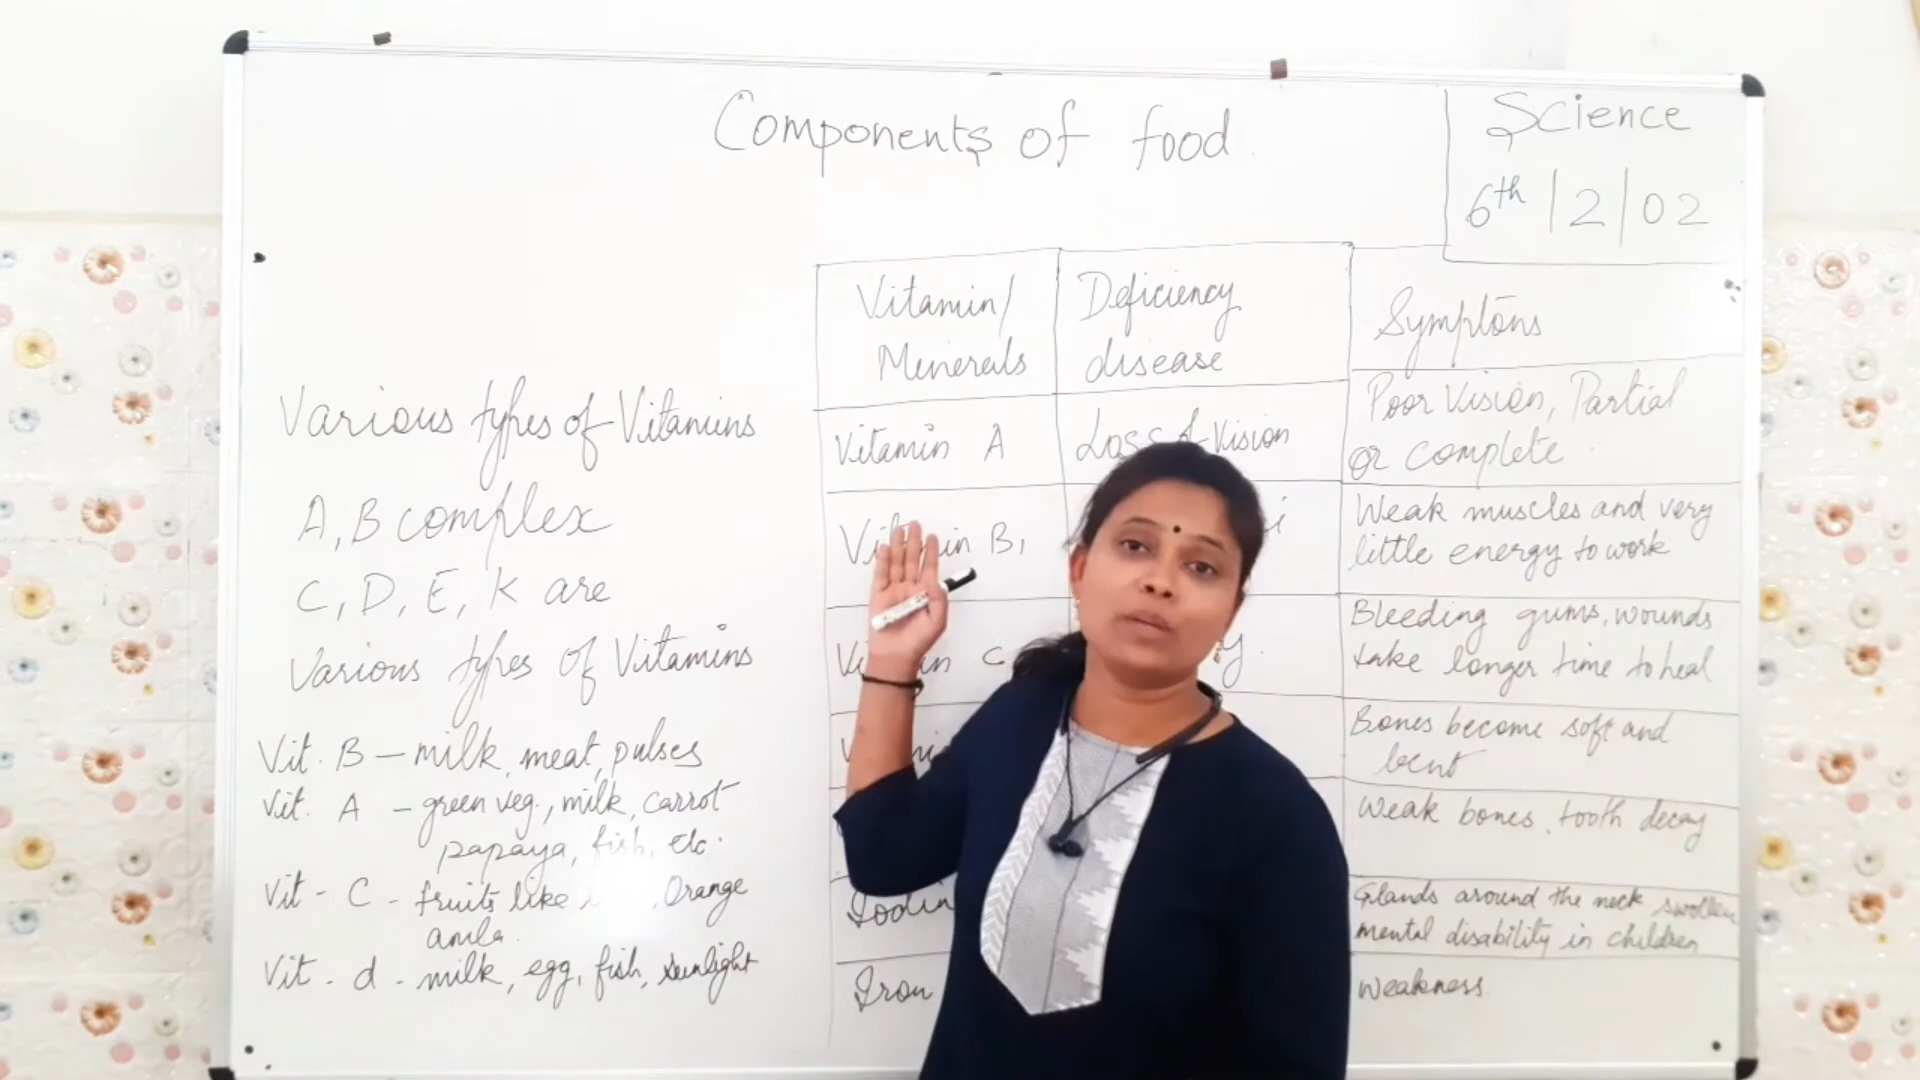 Components of food
Science
6th / 2 / 02
Various types of Vitamins
A, B complex
C, D, E, K are
Various types of Vitamins
Vit. B – milk, meat, pulses
Vit. A – green veg., milk, carrot
papaya, fish, etc.
Vit - C - fruits like , Orange
amla.
Vit - d - milk, egg, fish, sunlight
Vitamin/
Minerals
Deficiency
disease
Symptoms
Vitamin A
Loss of Vision
Poor Vision, Partial
or complete.
Vitamin B1
Weak muscles and very
little energy to work
C
Bleeding gums, wounds
take longer time to heal
Bones become soft and
bent
Weak bones, tooth decay
Iodin
Glands around the neck swollen
mental disability in children
Iron
Weakness